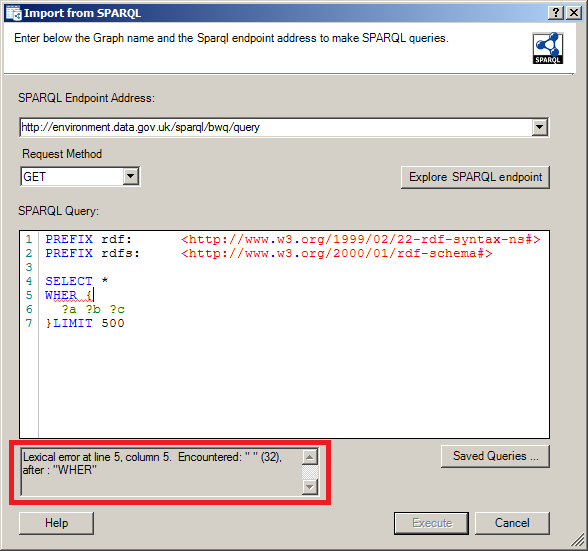 Import from SPARQL
Enter below the Graph name and the Sparql endpoint address to make SPARQL queries.
SPARQL
SPARQL Endpoint Address:
http://environment.data.gov.uk/sparql/bwq/query
Request Method
GET
Explore SPARQL endpoint
SPARQL Query:
1 PREFIX rdf: <http://www.w3.org/1999/02/22-rdf-syntax-ns#>
2 PREFIX rdfs: <http://www.w3.org/2000/01/rdf-schema#>
3
4 SELECT *
5 WHER {
6 ?a ?b ?c
7 }LIMIT 500
Lexical error at line 5, column 5. Encountered: " " (32),
after : "WHER"
Saved Queries ...
Help
Execute
Cancel